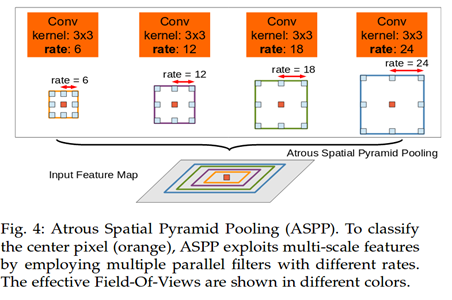 Conv
kernel: 3x3
rate: 6
Conv
kernel: 3x3
rate: 12
Conv
kernel: 3x3
rate: 18
Conv
kernel: 3x3
rate: 24
rate = 6
rate = 12
rate = 18
rate = 24
Atrous Spatial Pyramid Pooling
Input Feature Map
Fig. 4: Atrous Spatial Pyramid Pooling (ASPP). To classify
the center pixel (orange), ASPP exploits multi-scale features
by employing multiple parallel filters with different rates.
The effective Field-Of-Views are shown in different colors.